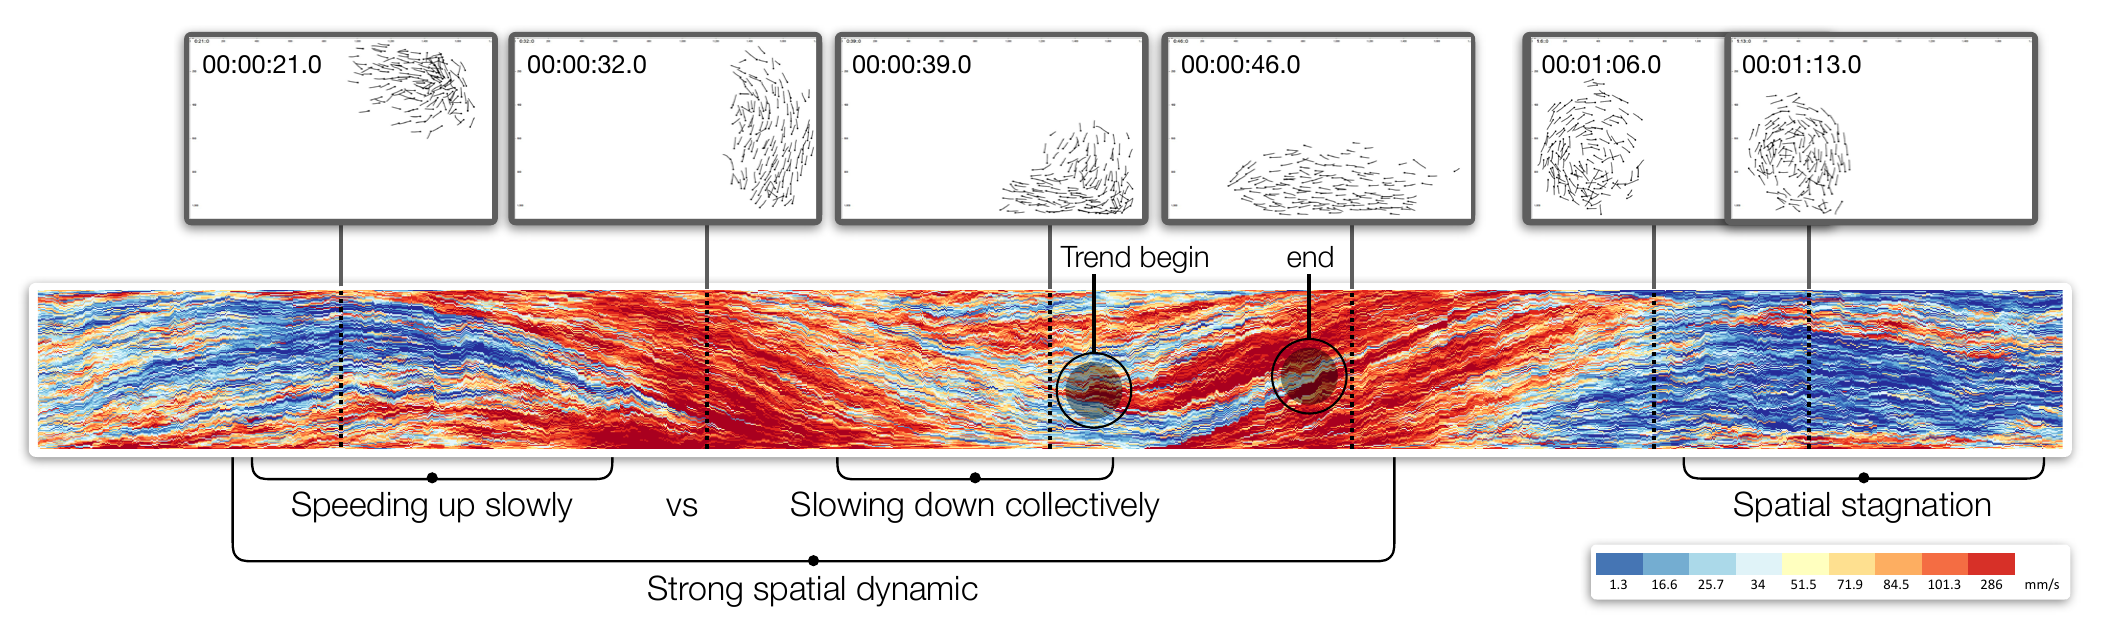 00:00:21.0
00:00:32.0
00:00:39.0
00:00:46.0
00:01:06.0
00:01:13.0
Trend begin
end
Speeding up slowly
vs
Slowing down collectively
Spatial stagnation
Strong spatial dynamic
1.3 16.6 25.7 34 51.5 71.9 84.5 101.3 286 mm/s